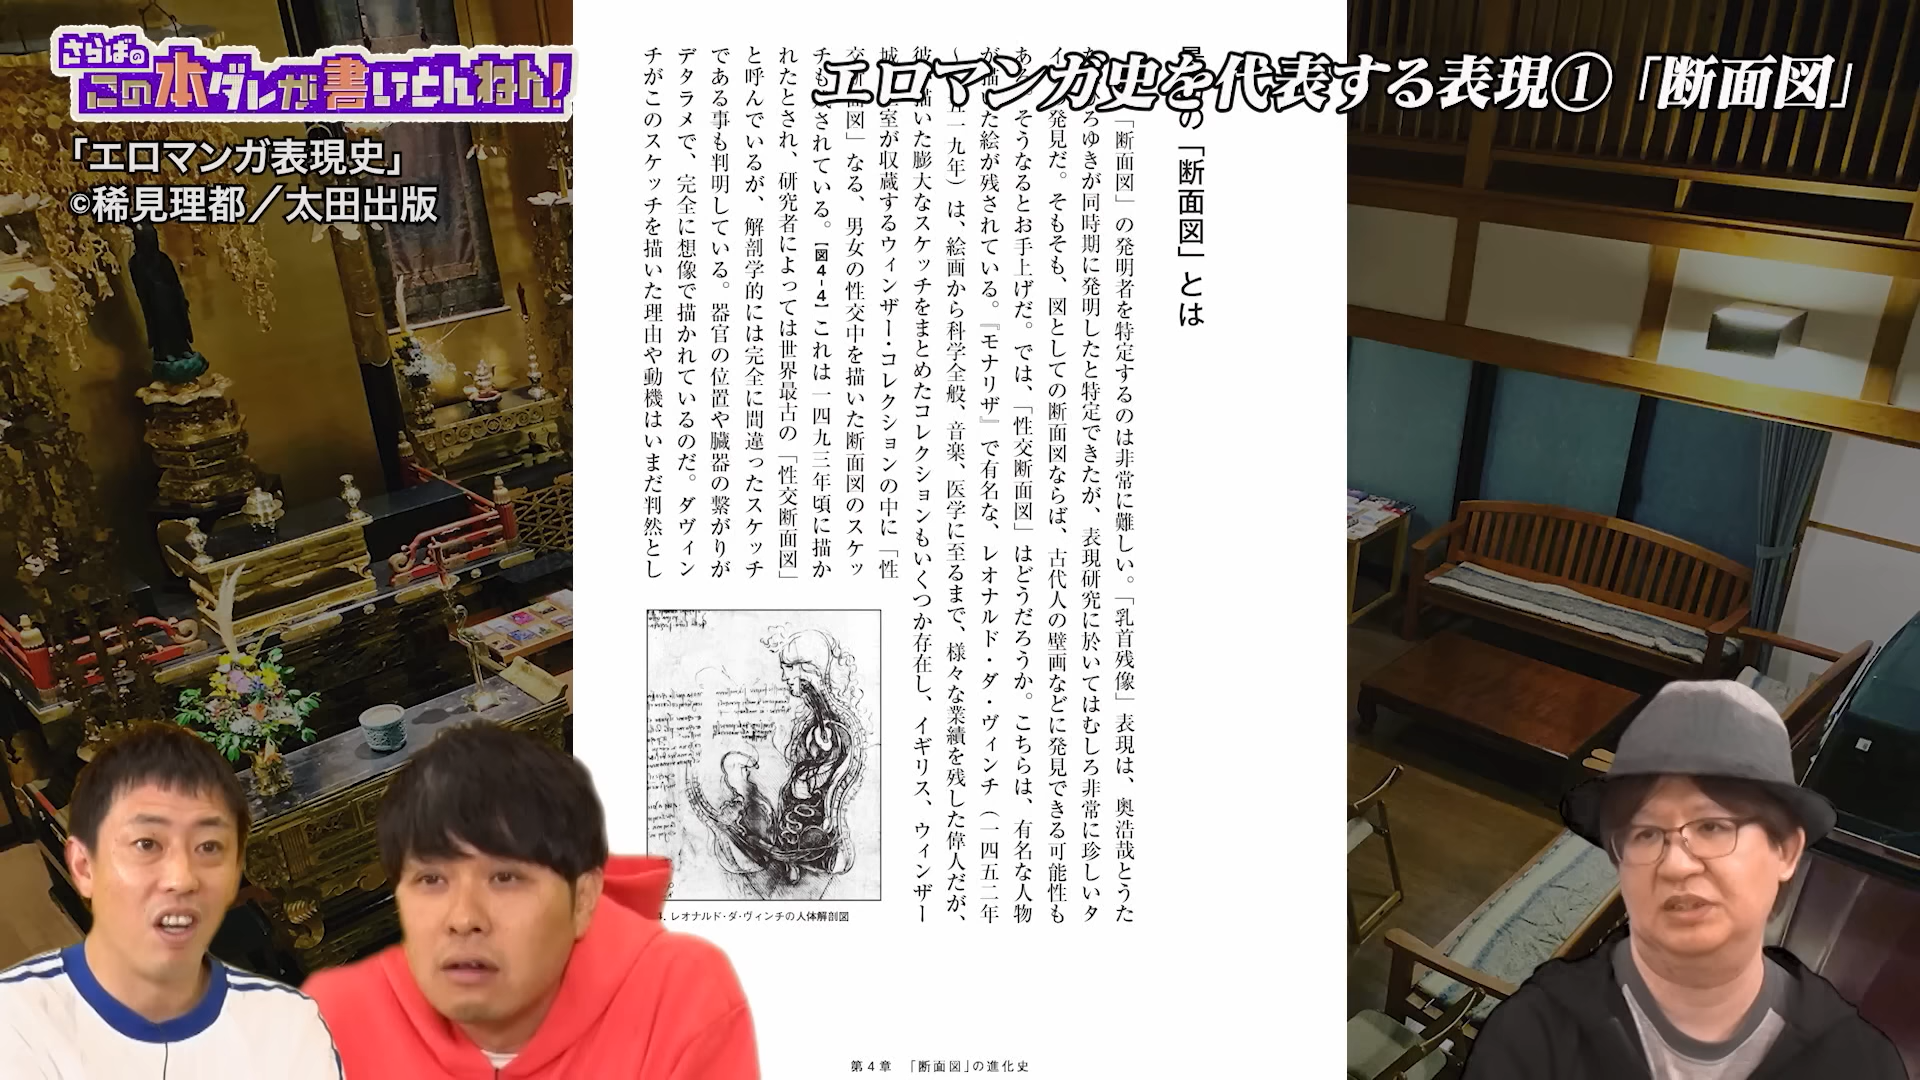 さらばの
この本ダレが書いとんねん!
「エロマンガ表現史」
©稀見理都／太田出版
エロマンガ史を代表する表現①「断面図」
の「断面図」とは
「断面図」の発明者を特定するのは非常に難しい。「乳首残像」表現は、奥浩哉とうた
ろゆきが同時期に発明したと特定できたが、表現研究に於いてはむしろ非常に珍しいタ
発見だ。そもそも、図としての断面図ならば、古代人の壁画などに発見できる可能性も
そうなるとお手上げだ。では、「性交断面図」はどうだろうか。こちらは、有名な人物
た絵が残されている。『モナリザ』で有名な、レオナルド・ダ・ヴィンチ（一四五二年
一九年）は、絵画から科学全般、音楽、医学に至るまで、様々な業績を残した偉人だが、
描いた膨大なスケッチをまとめたコレクションもいくつか存在し、イギリス、ウィンザー
室が収蔵するウィンザー・コレクションの中に「性
図」なる、男女の性交中を描いた断面図のスケッ
チも されている。【図4-4】これは一四九三年頃に描か
れたとされ、研究者によっては世界最古の「性交断面図」
と呼んでいるが、解剖学的には完全に間違ったスケッチ
である事も判明している。器官の位置や臓器の繋がりが
デタラメで、完全に想像で描かれているのだ。ダヴィン
チがこのスケッチを描いた理由や動機はいまだ判然とし
4. レオナルド・ダ・ヴィンチの人体解剖図
第4章 「断面図」の進化史